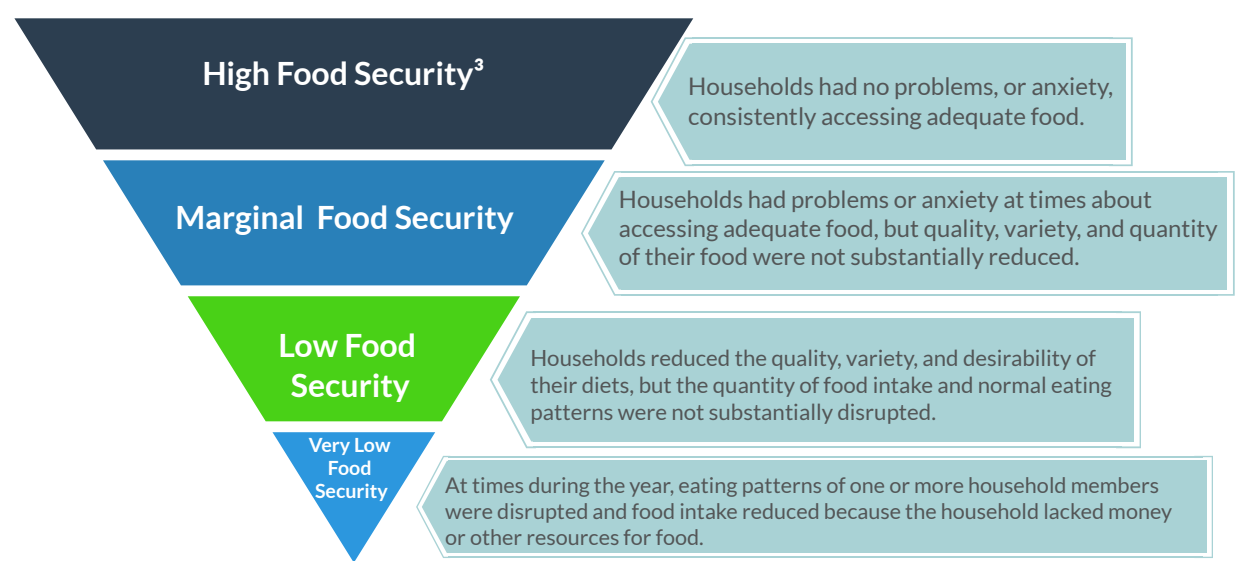 High Food Security³
Households had no problems, or anxiety,
consistently accessing adequate food.
Marginal  Food Security
Households had problems or anxiety at times about
accessing adequate food, but quality, variety, and quantity
of their food were not substantially reduced.
Low Food
Security
Households reduced the quality, variety, and desirability of
their diets, but the quantity of food intake and normal eating
patterns were not substantially disrupted.
Very Low
Food
Security
At times during the year, eating patterns of one or more household members
were disrupted and food intake reduced because the household lacked money
or other resources for food.